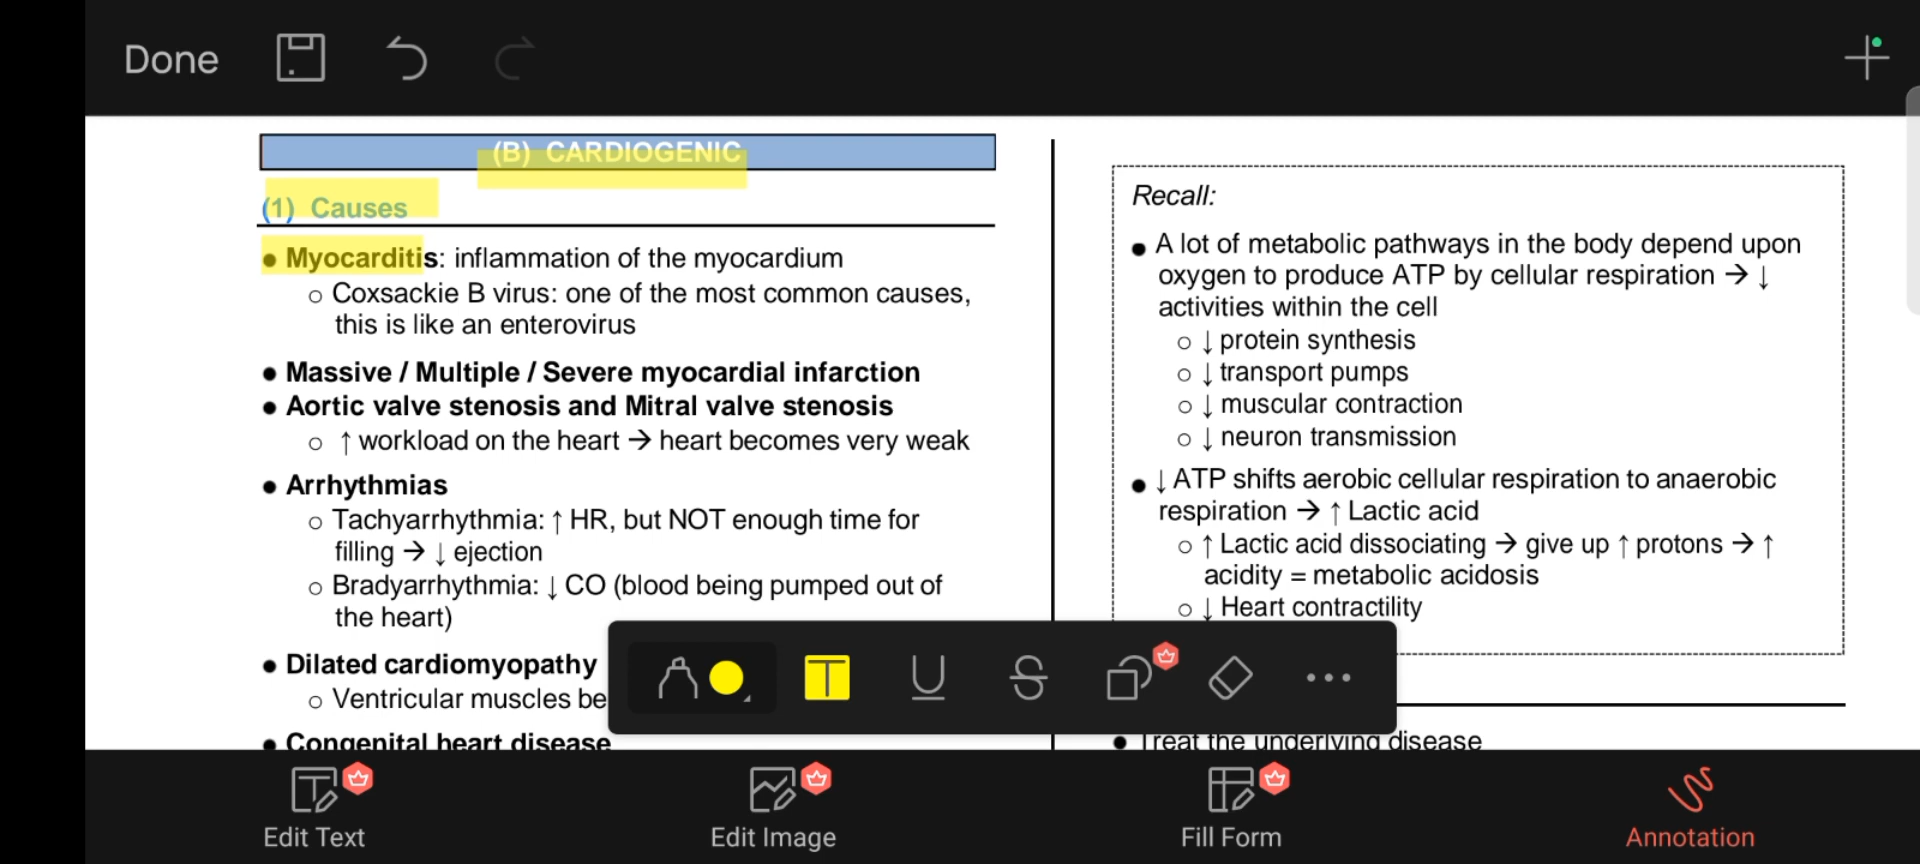 Done
(B) CARDIOGENIC
(1) Causes
● Myocarditis: inflammation of the myocardium
○ Coxsackie B virus: one of the most common causes,
this is like an enterovirus
● Massive / Multiple / Severe myocardial infarction
● Aortic valve stenosis and Mitral valve stenosis
○ ↑ workload on the heart → heart becomes very weak
● Arrhythmias
○ Tachyarrhythmia: ↑ HR, but NOT enough time for
filling → ↓ ejection
○ Bradyarrhythmia: ↓ CO (blood being pumped out of
the heart)
● Dilated cardiomyopathy
○ Ventricular muscles be
● Congenital heart disease
Recall:
● A lot of metabolic pathways in the body depend upon
oxygen to produce ATP by cellular respiration → ↓
activities within the cell
○ ↓ protein synthesis
○ ↓ transport pumps
○ ↓ muscular contraction
○ ↓ neuron transmission
● ↓ ATP shifts aerobic cellular respiration to anaerobic
respiration → ↑ Lactic acid
○ ↑ Lactic acid dissociating → give up ↑ protons → ↑
acidity = metabolic acidosis
○ ↓ Heart contractility
● Treat the underlying disease
T U S
Edit Text
Edit Image
Fill Form
Annotation